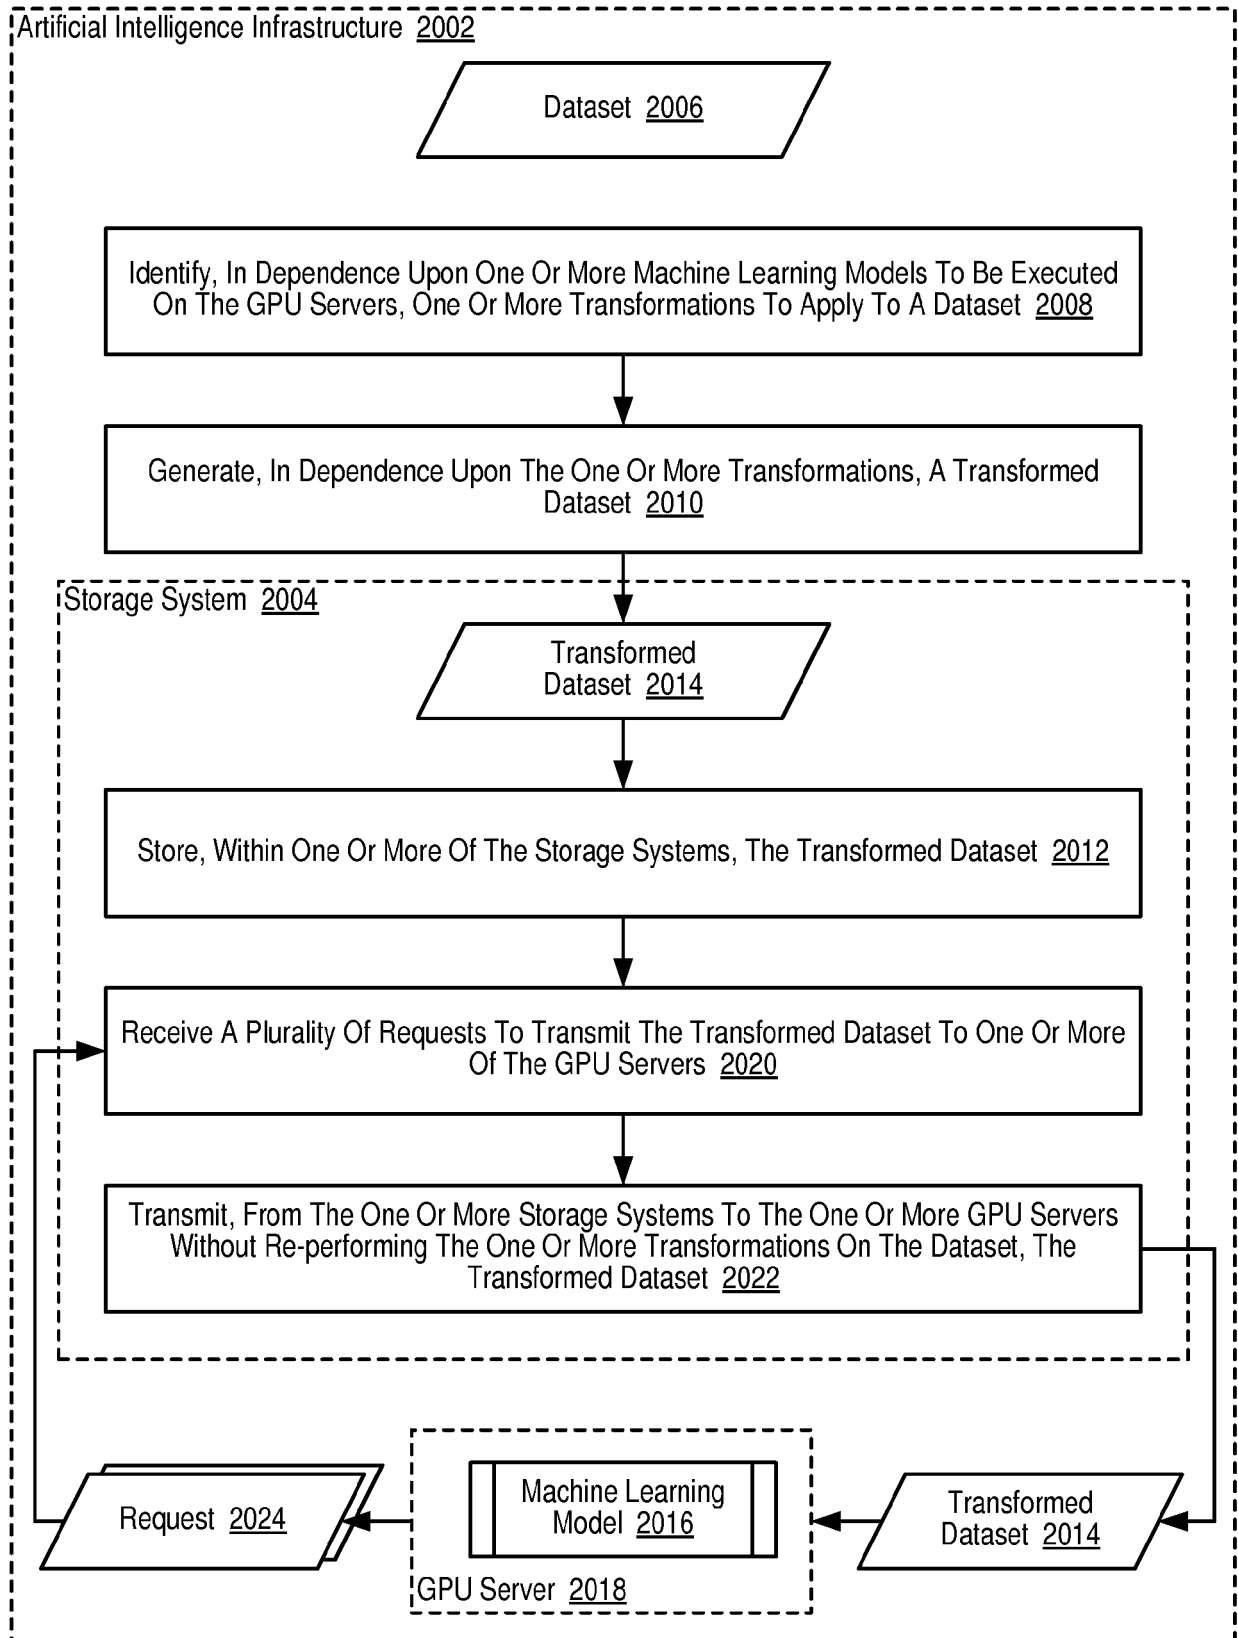 Artificial Intelligence Infrastructure 2002
Dataset 2006
Identify, In Dependence Upon One Or More Machine Learning Models To Be Executed
On The GPU Servers, One Or More Transformations To Apply To A Dataset 2008
Generate, In Dependence Upon The One Or More Transformations, A Transformed
Dataset 2010
Storage System 2004
Transformed
Dataset 2014
Store, Within One Or More Of The Storage Systems, The Transformed Dataset 2012
Receive A Plurality Of Requests To Transmit The Transformed Dataset To One Or More
Of The GPU Servers 2020
Transmit, From The One Or More Storage Systems To The One Or More GPU Servers
Without Re-performing The One Or More Transformations On The Dataset, The
Transformed Dataset 2022
Request 2024
Machine Learning
Model 2016
GPU Server 2018
Transformed
Dataset 2014